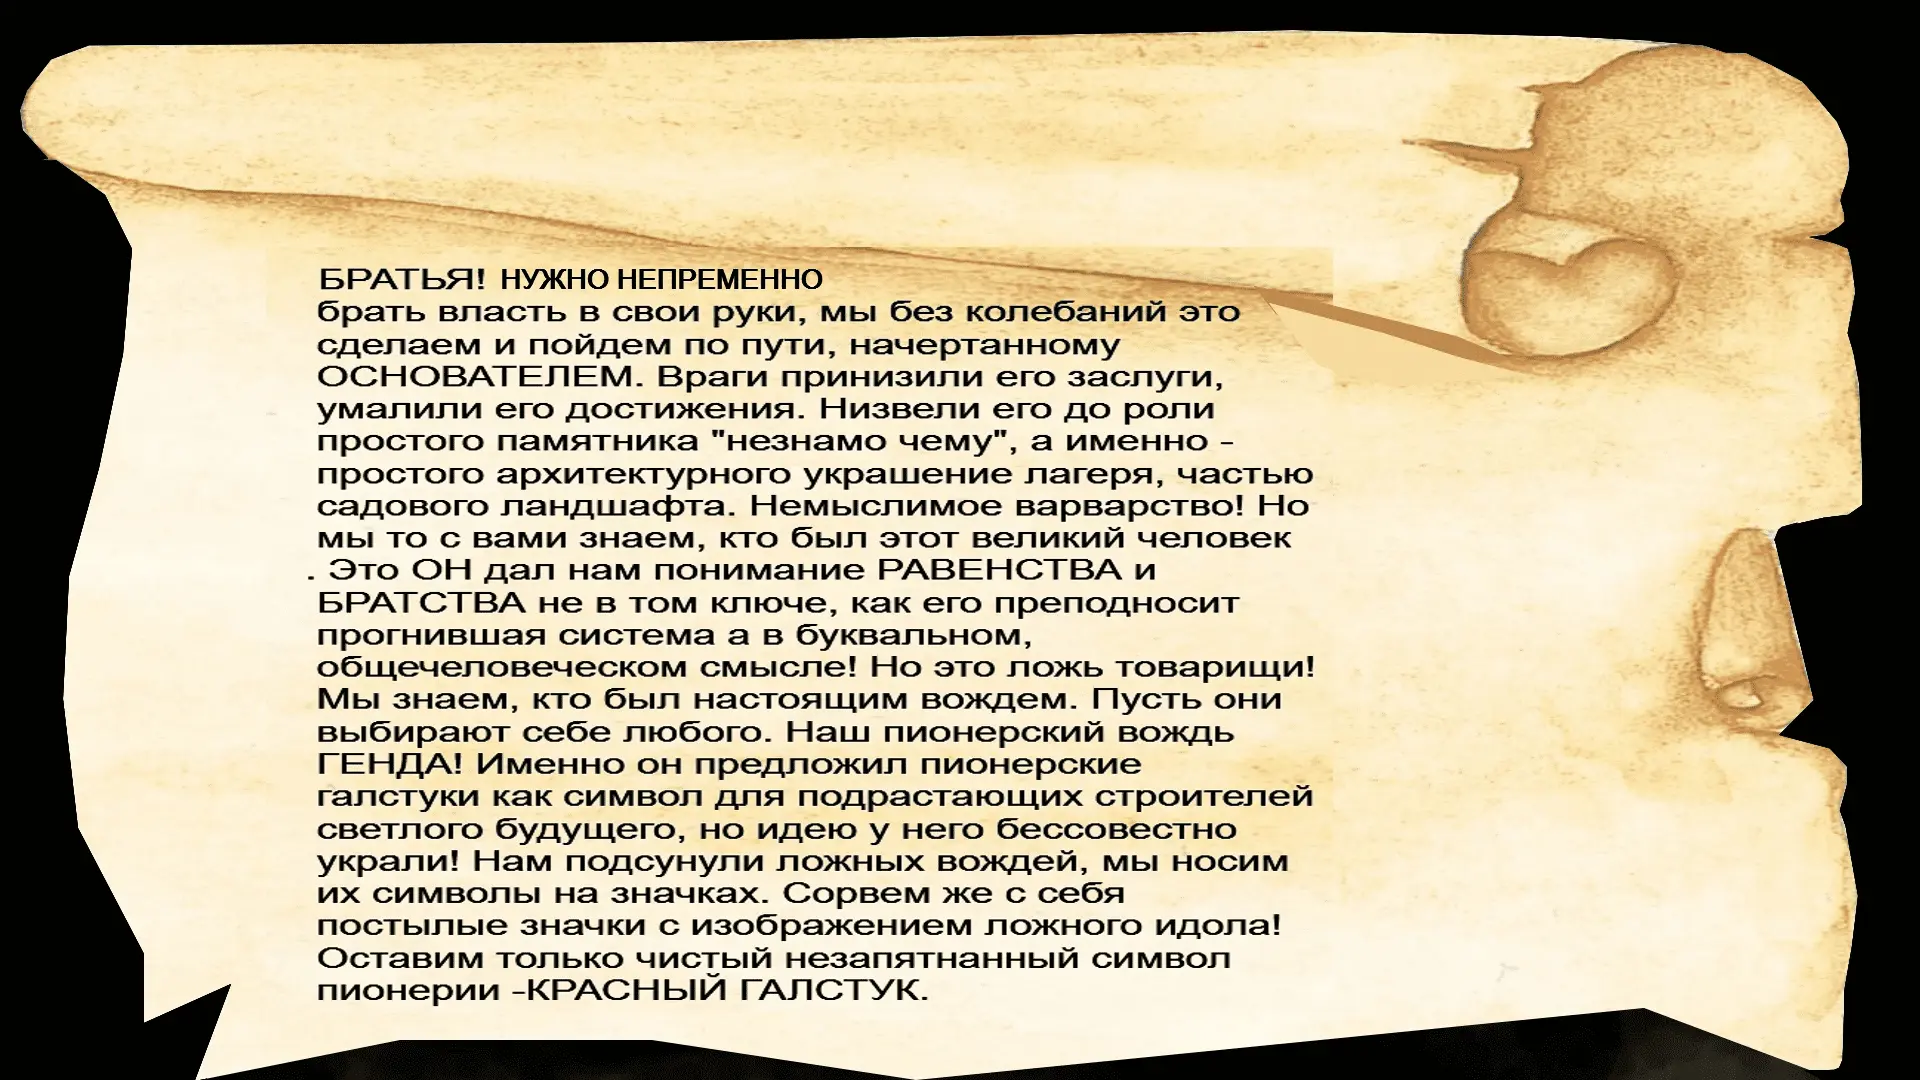 БРАТЬЯ! НУЖНО НЕПРЕМЕННО
брать власть в свои руки, мы без колебаний это
сделаем и пойдем по пути, начертанному
ОСНОВАТЕЛЕМ. Враги принизили его заслуги,
умалили его достижения. Низвели его до роли
простого памятника "незнамо чему", а именно -
простого архитектурного украшение лагеря, частью
садового ландшафта. Немыслимое варварство! Но
мы то с вами знаем, кто был этот великий человек
. Это ОН дал нам понимание РАВЕНСТВА и
БРАТСТВА не в том ключе, как его преподносит
прогнившая система а в буквальном,
общечеловеческом смысле! Но это ложь товарищи!
Мы знаем, кто был настоящим вождем. Пусть они
выбирают себе любого. Наш пионерский вождь
ГЕНДА! Именно он предложил пионерские
галстуки как символ для подрастающих строителей
светлого будущего, но идею у него бессовестно
украли! Нам подсунули ложных вождей, мы носим
их символы на значках. Сорвем же с себя
постылые значки с изображением ложного идола!
Оставим только чистый незапятнанный символ
пионерии -КРАСНЫЙ ГАЛСТУК.